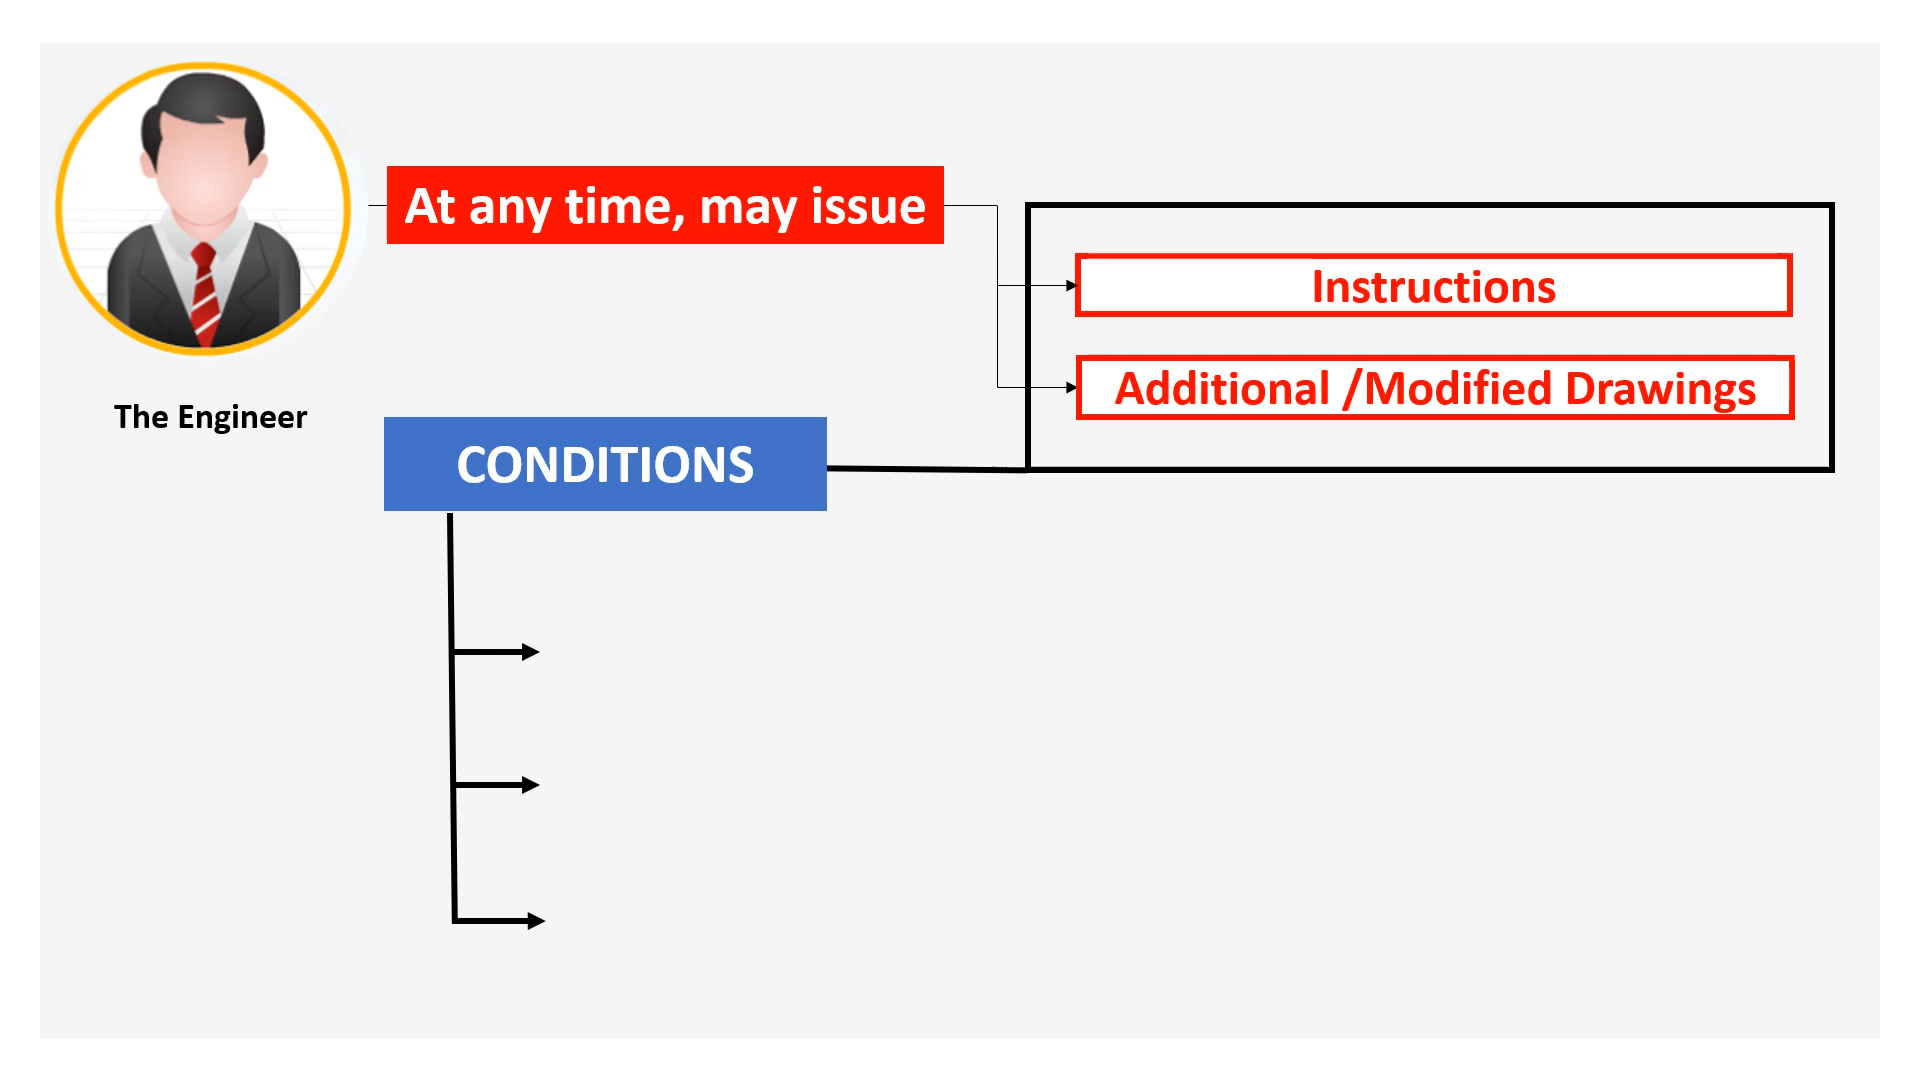 At any time, may issue
Instructions
Additional /Modified Drawings
The Engineer
CONDITIONS